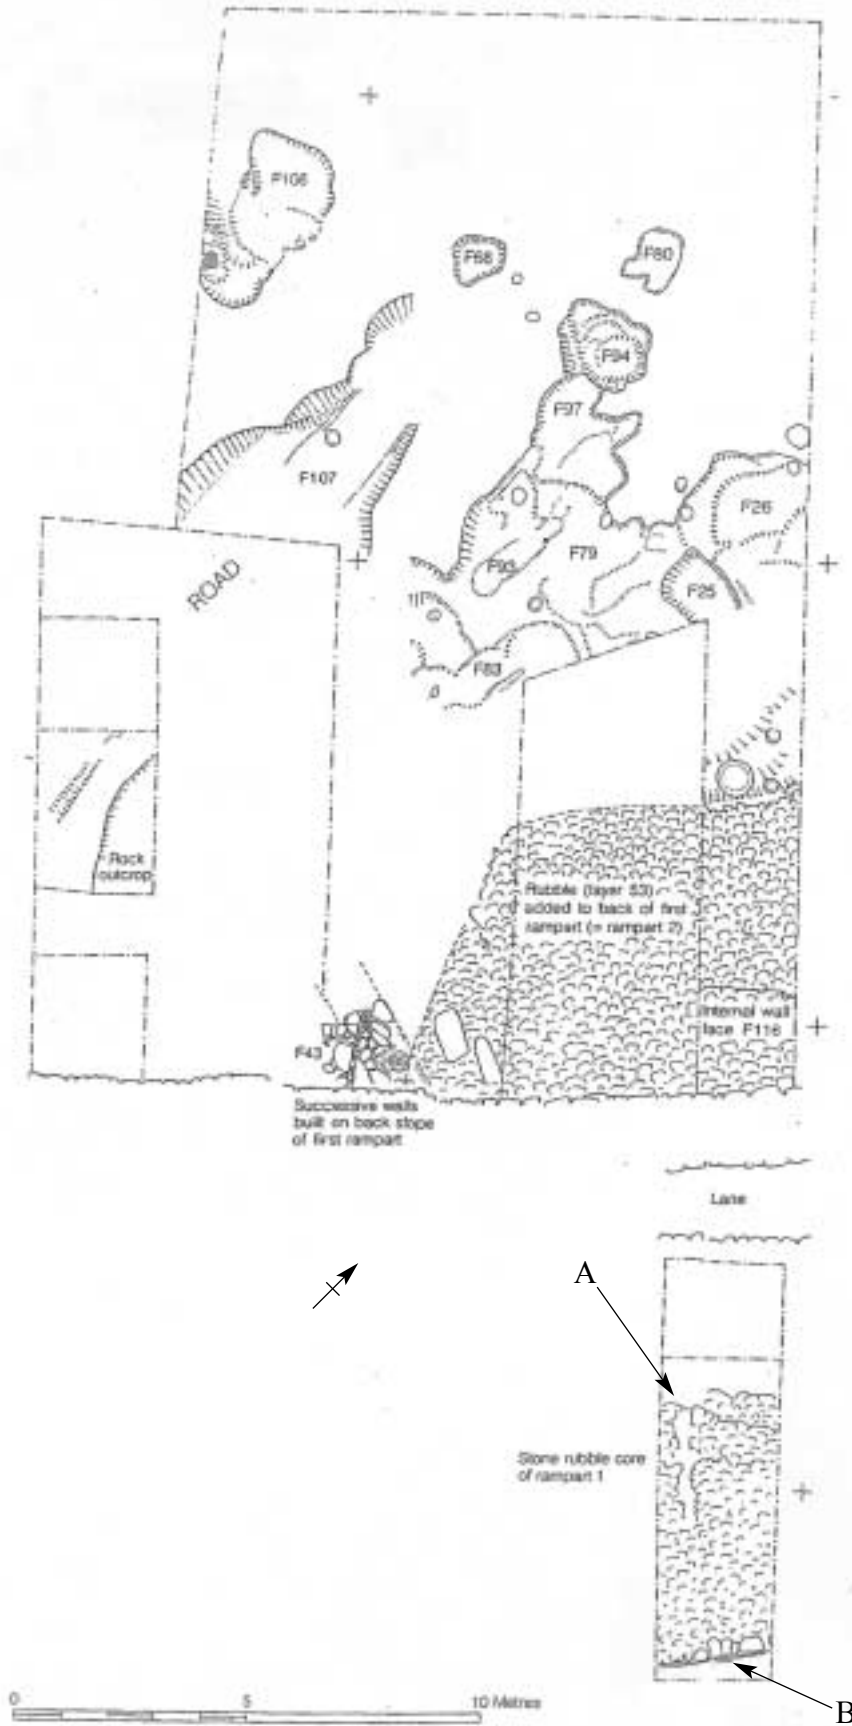 F106
F68
F80
F94
F97
F107
F26
F79
F93
F25
ROAD
F83
Rock
outcrop
Rubble (layer 53)
added to back of first
rampart (= rampart 2)
Internal wall
face F116
F43
Successive walls
built on back slope
of first rampart
Lane
A
Stone rubble core
of rampart 1
0 5 10 Metres
B